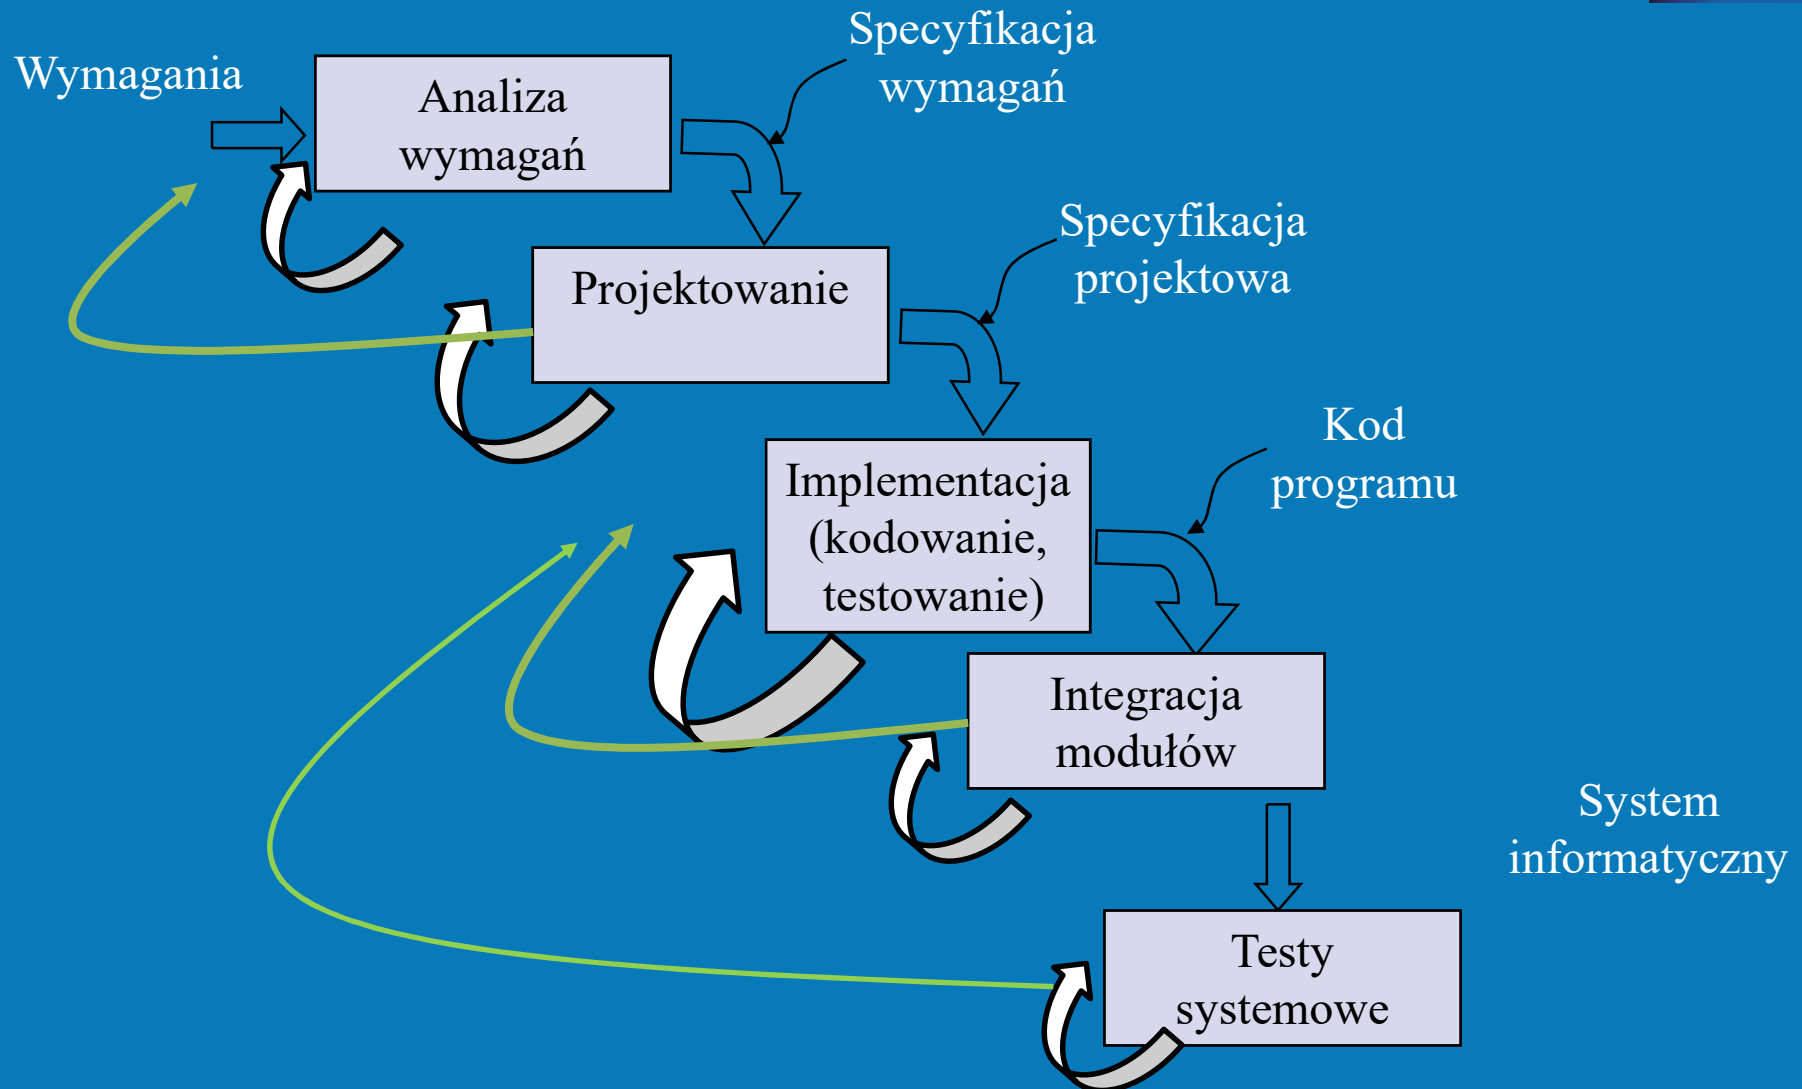 Wymagania
Analiza
wymagań
Specyfikacja
wymagań
Projektowanie
Specyfikacja
projektowa
Implementacja
(kodowanie,
testowanie)
Kod
programu
Integracja
modułów
System
informatyczny
Testy
systemowe